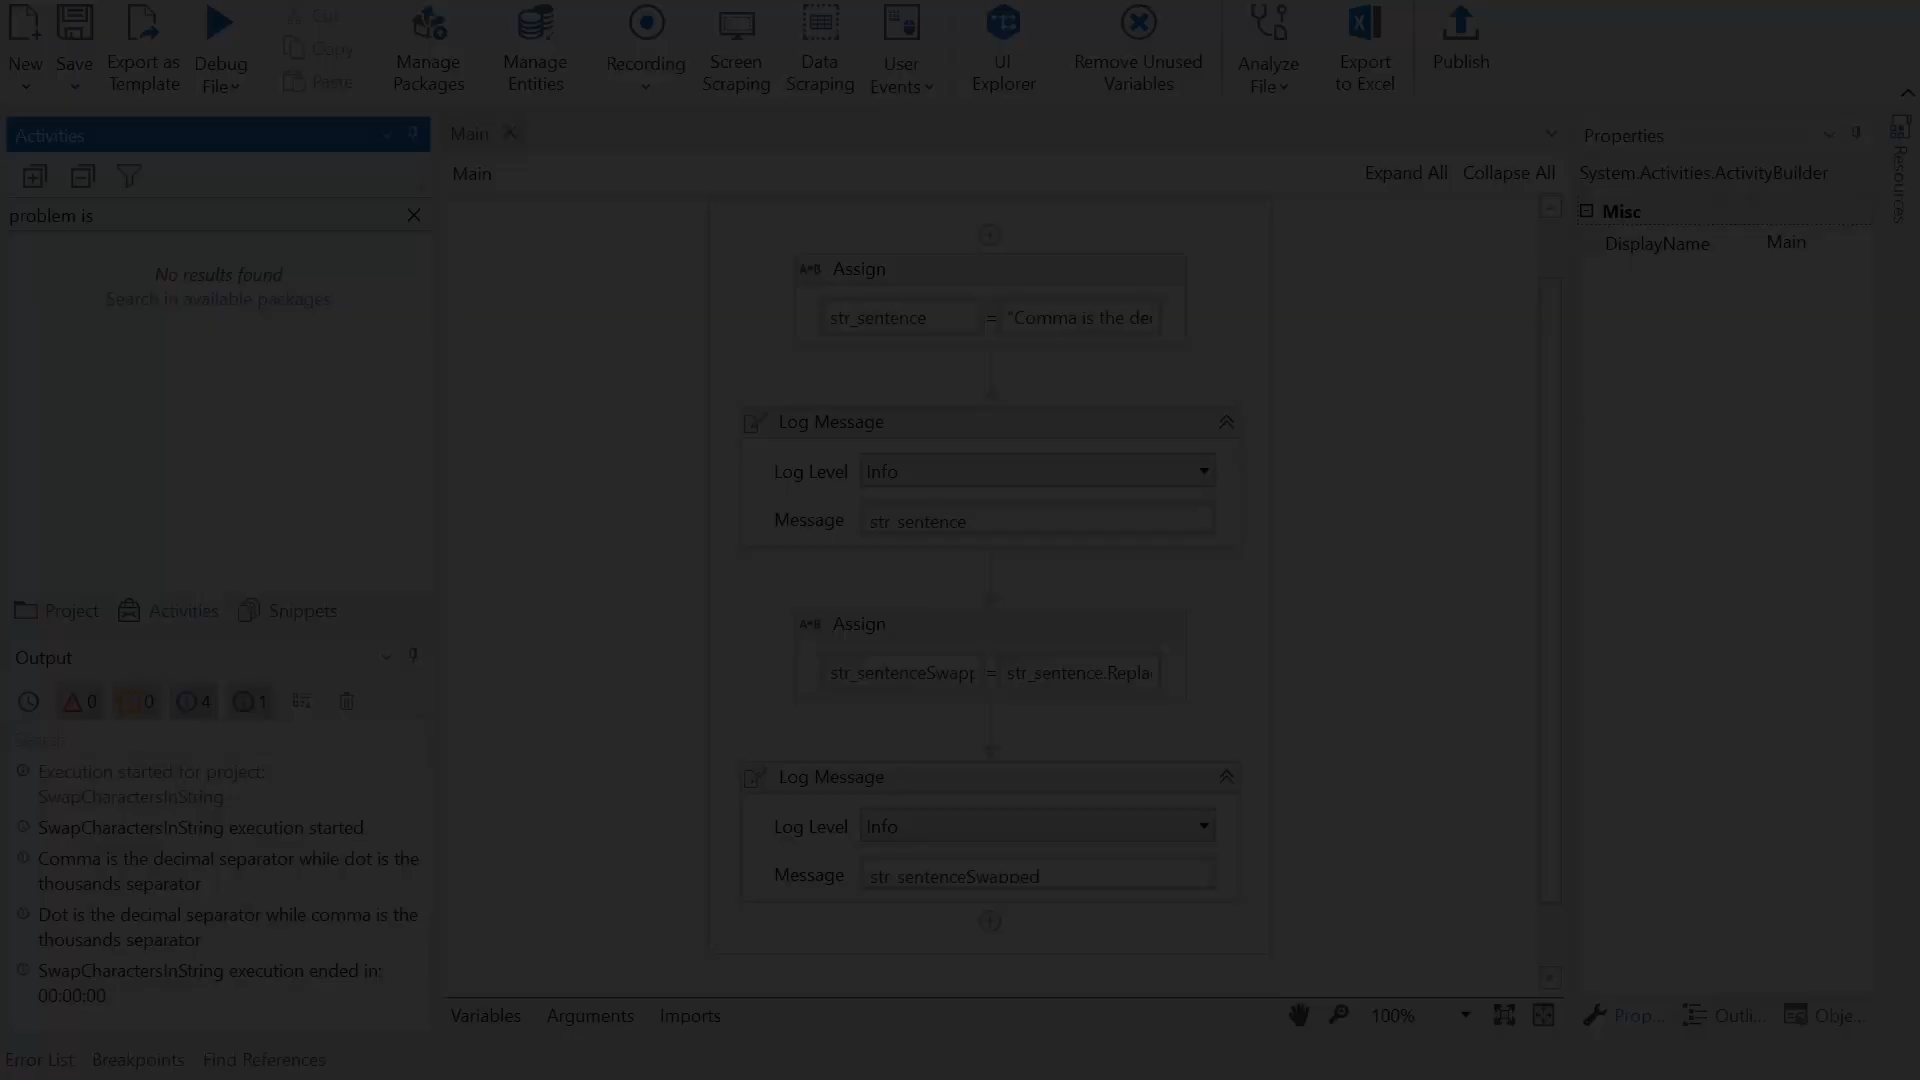 New
Save
Export as
Template
Debug
File
Cut
Copy
Paste
Manage
Packages
Manage
Entities
Recording
Screen
Scraping
Data
Scraping
User
Events
UI
Explorer
Remove Unused
Variables
Analyze
File
Export
to Excel
Publish
Activities
problem is
No results found
Search in available packages
Project
Activities
Snippets
Output
0
0
4
1
Execution started for project:
SwapCharactersInString
SwapCharactersInString execution started
Comma is the decimal separator while dot is the
thousands separator
Dot is the decimal separator while comma is the
thousands separator
SwapCharactersInString execution ended in:
00:00:00
Error List
Breakpoints
Find References
Main
Main
Expand All
Collapse All
A*B Assign
str_sentence = "Comma is the de
Log Message
Log Level Info
Message str_sentence
A*B Assign
str_sentenceSwapp = str_sentence.Repla
Log Message
Log Level Info
Message str_sentenceSwapped
Variables
Arguments
Imports
100%
Properties
System.Activities.ActivityBuilder
Misc
DisplayName Main
Prop...
Outli...
Obje...
Resources